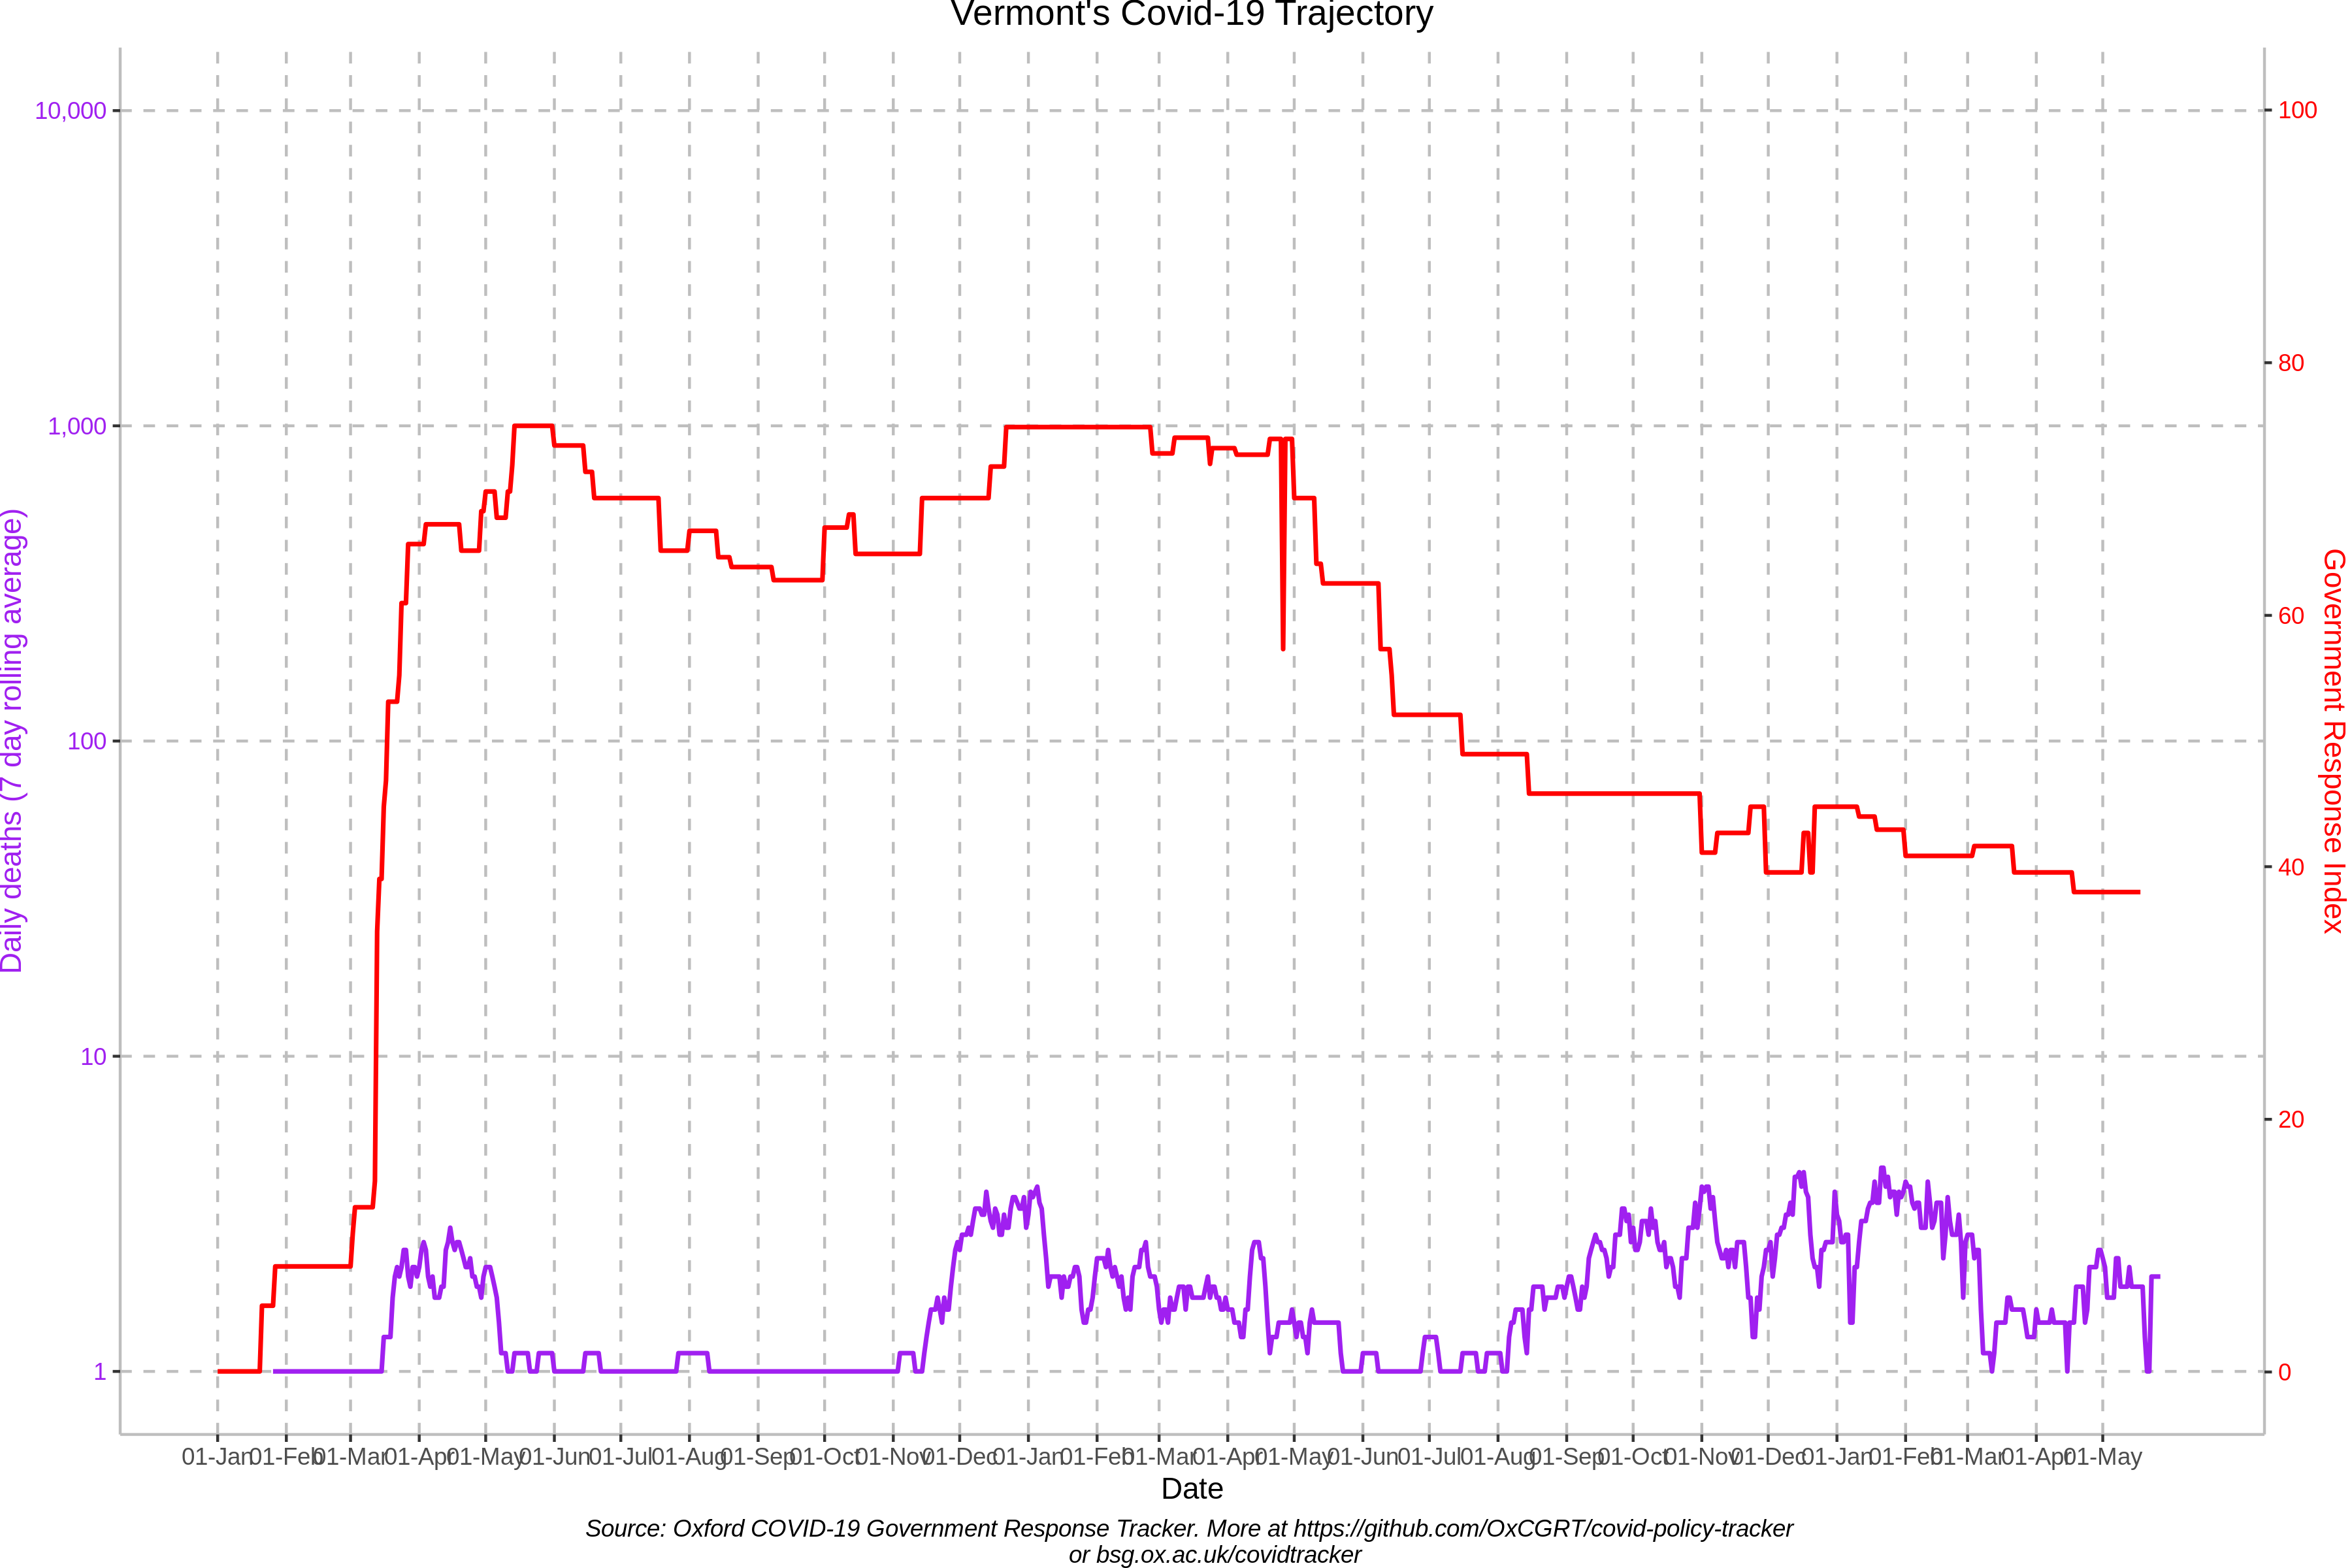 Vermont's Covid-19 Trajectory
10,000
1,000
100
10
1
Daily deaths (7 day rolling average)
100
80
60
40
20
0
Government Response Index
01-Jan 01-Feb 01-Mar 01-Apr 01-May 01-Jun 01-Jul 01-Aug 01-Sep 01-Oct 01-Nov 01-Dec 01-Jan 01-Feb 01-Mar 01-Apr 01-May 01-Jun 01-Jul 01-Aug 01-Sep 01-Oct 01-Nov 01-Dec 01-Jan 01-Feb 01-Mar 01-Apr 01-May
Date
Source: Oxford COVID-19 Government Response Tracker. More at https://github.com/OxCGRT/covid-policy-tracker
or bsg.ox.ac.uk/covidtracker